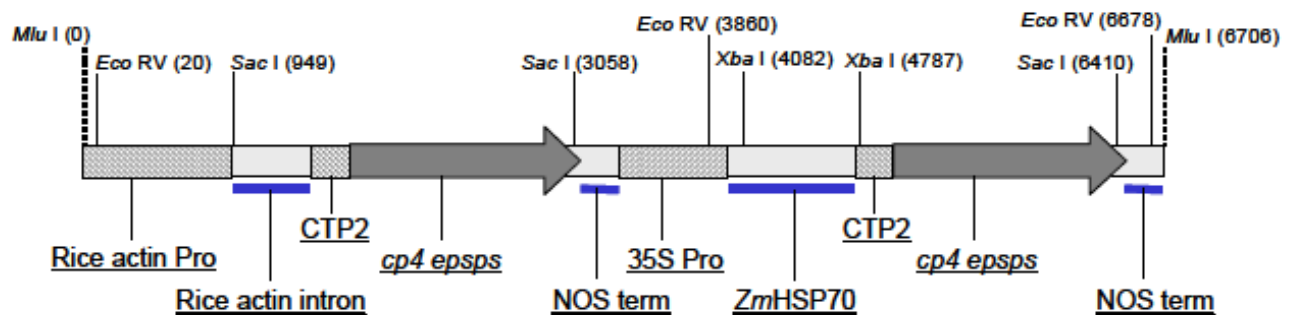 Eco RV (3860)
Eco RV (6678)
Mlu I (0)
Mlu I (6706)
Eco RV (20)
Sac I (949)
Sac I (3058)
Xba I (4082)
Xba I (4787)
Sac I (6410)
CTP2
CTP2
Rice actin Pro
cp4 epsps
35S Pro
cp4 epsps
Rice actin intron
NOS term
ZmHSP70
NOS term